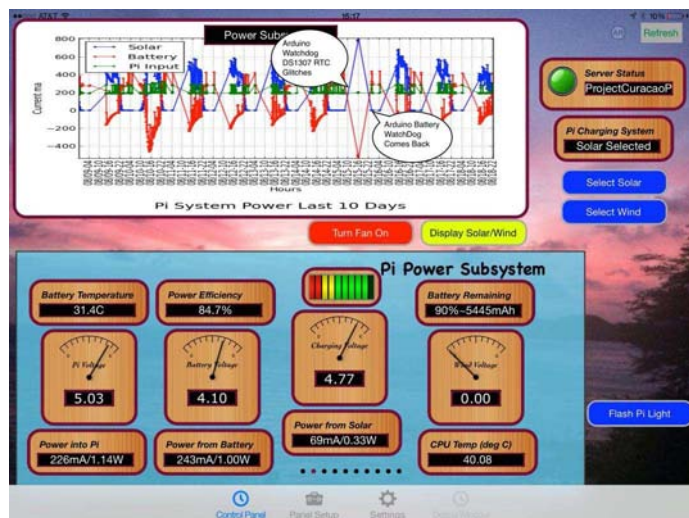 AT&T
15:17
10%
Refresh
Power Subs
Solar
Battery
Pi Input
Arduino
Watchdog
DS1307 RTC
Glitches
Arduino Battery
WatchDog
Comes Back
Current ma
800
600
400
200
0
−200
−400
Hours
Pi System Power Last 10 Days
Server Status
ProjectCuracaoP
Pi Charging System
Solar Selected
Select Solar
Select Wind
Turn Fan On
Display Solar/Wind
Pi Power Subsystem
Battery Temperature
31.4C
Power Efficiency
84.7%
Battery Remaining
90%~5445mAh
Pi Voltage
5.03
Battery Voltage
4.10
Charging Voltage
4.77
Wind Voltage
0.00
Flash Pi Light
Power into Pi
226mA/1.14W
Power from Battery
243mA/1.00W
Power from Solar
69mA/0.33W
CPU Temp (deg C)
40.08
Control Panel
Panel Setup
Settings